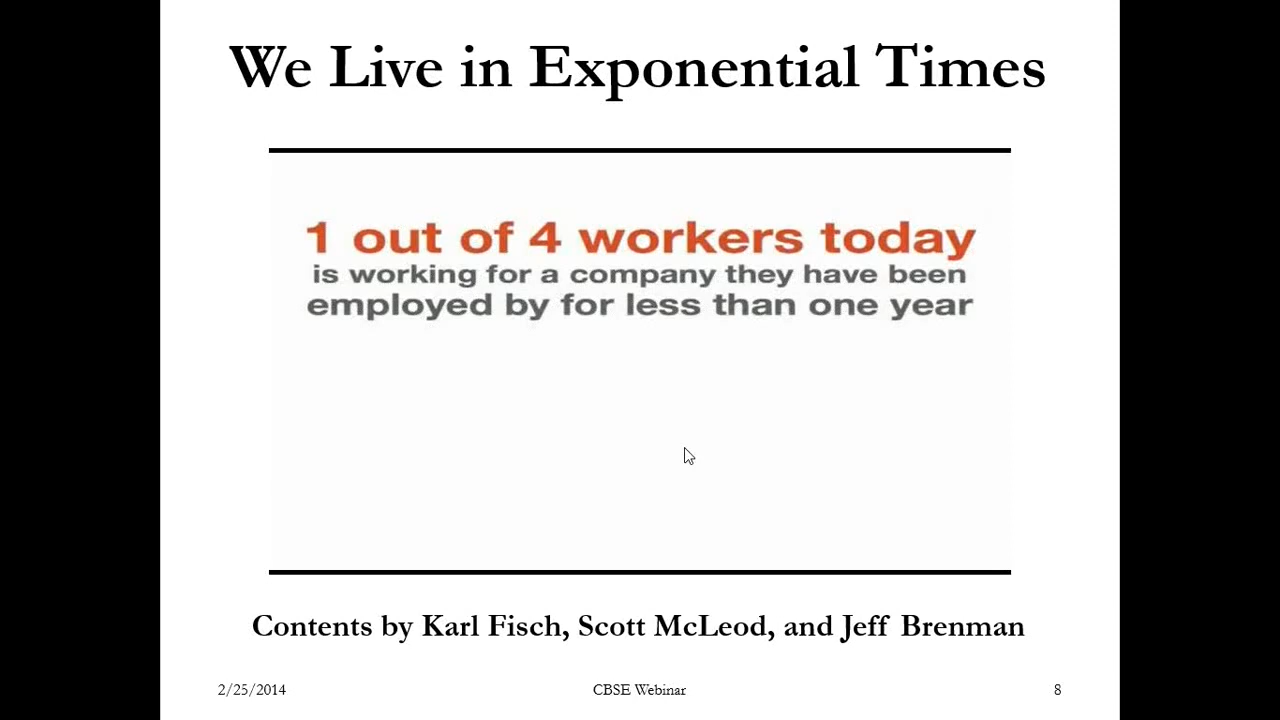 We Live in Exponential Times
1 out of 4 workers today
is working for a company they have been
employed by for less than one year
Contents by Karl Fisch, Scott McLeod, and Jeff Brenman
2/25/2014
CBSE Webinar
8